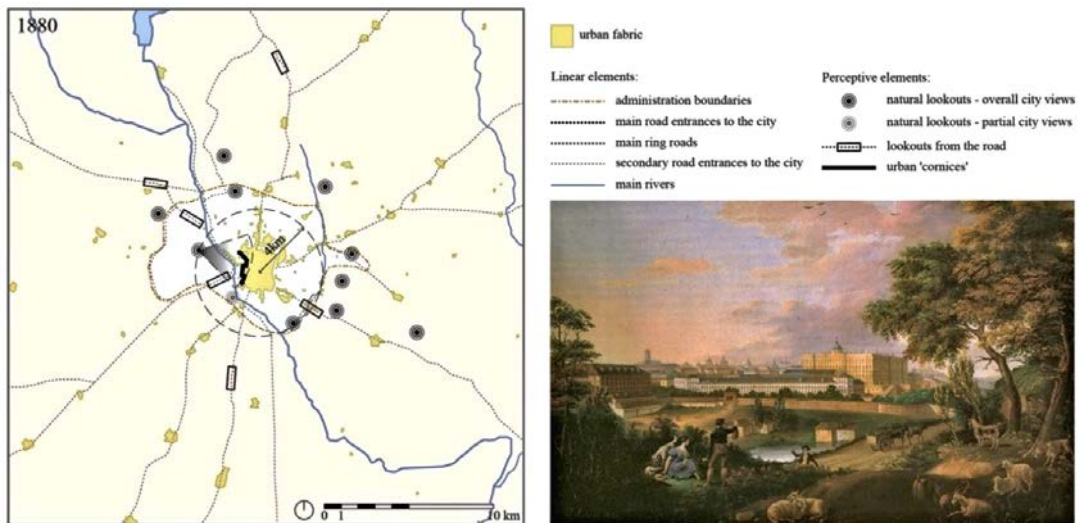 1880
4km
0 1 10 km
urban fabric
Linear elements:
administration boundaries
main road entrances to the city
main ring roads
secondary road entrances to the city
main rivers
Perceptive elements:
natural lookouts - overall city views
natural lookouts - partial city views
lookouts from the road
urban 'cornices'